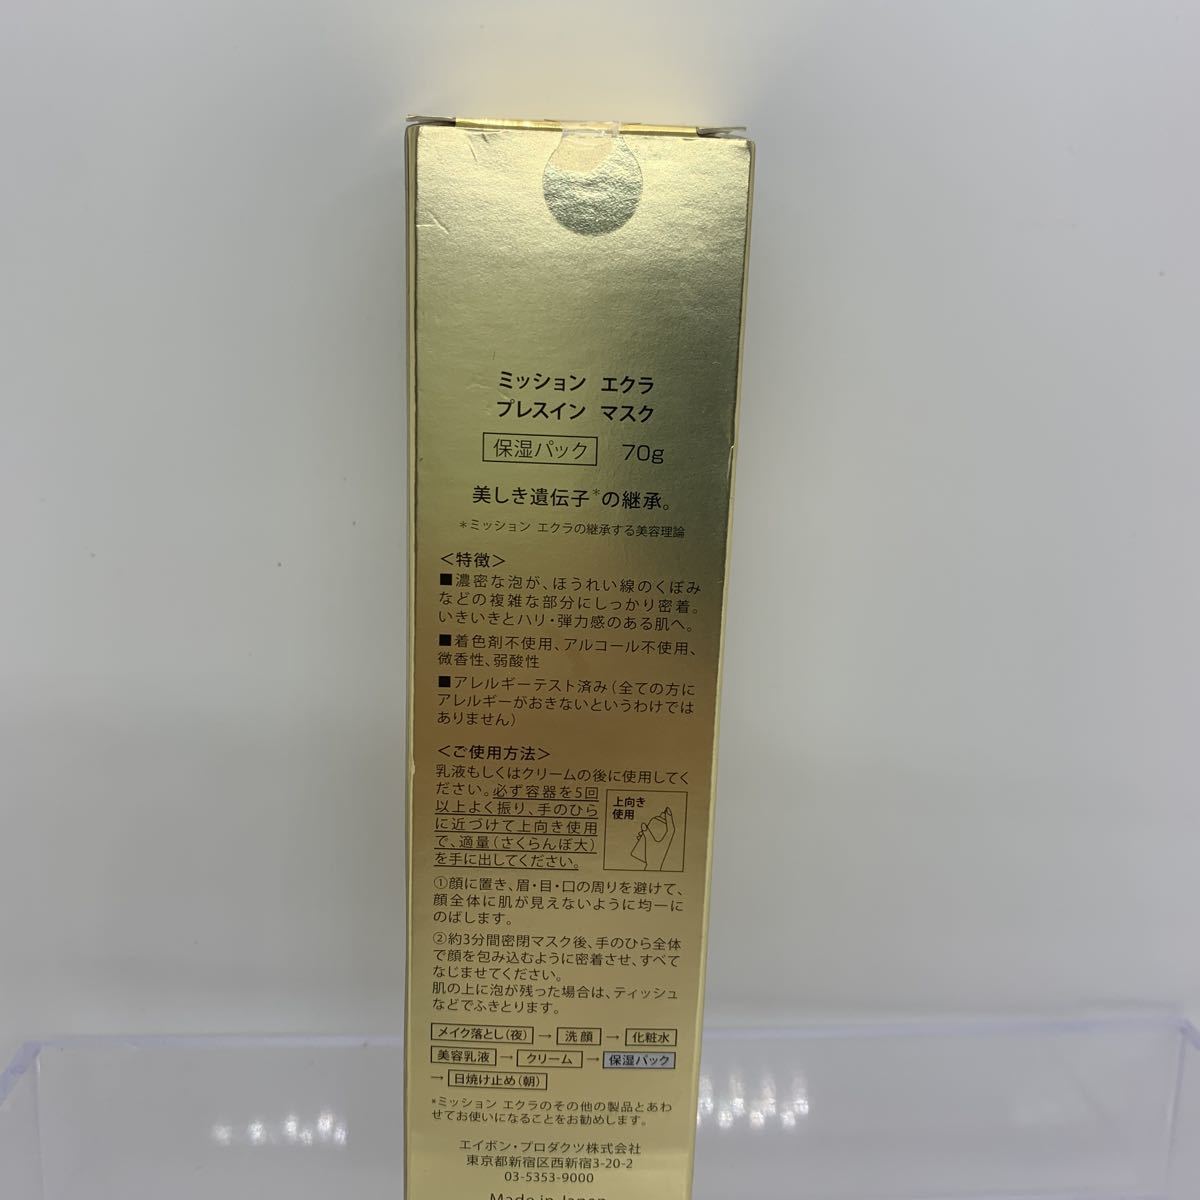 ミッション エクラ
プレスイン マスク
保湿パック 70g
美しき遺伝子*の継承。
*ミッション エクラの継承する美容理論
＜特徴＞
■濃密な泡が、ほうれい線のくぼみ
などの複雑な部分にしっかり密着。
いきいきとハリ・弾力感のある肌へ。
■着色剤不使用、アルコール不使用、
微香性、弱酸性
■アレルギーテスト済み（全ての方に
アレルギーがおきないというわけでは
ありません）
＜ご使用方法＞
乳液もしくはクリームの後に使用してく
ださい。必ず容器を5回
以上よく振り、手のひら
に近づけて上向き使用
で、適量（さくらんぼ大）
を手に出してください。
上向き
使用
①顔に置き、眉・目・口の周りを避けて、
顔全体に肌が見えないように均一に
のばします。
②約3分間密閉マスク後、手のひら全体
で顔を包み込むように密着させ、すべて
なじませてください。
肌の上に泡が残った場合は、ティッシュ
などでふきとります。
メイク落とし（夜）→洗顔→化粧水
美容乳液→クリーム→保湿パック
→日焼け止め（朝）
*ミッション エクラのその他の製品とあわ
せてお使いになることをお勧めします。
エイボン・プロダクツ株式会社
東京都新宿区西新宿3-20-2
03-5353-9000
Made in Japan